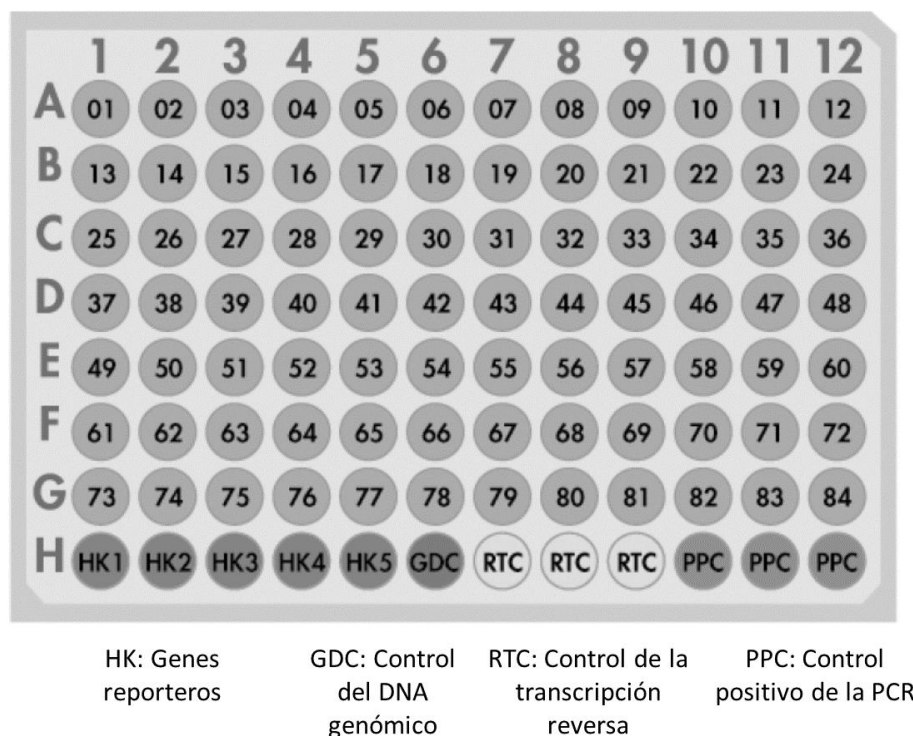 1 2 3 4 5 6 7 8 9 10 11 12
A 01 02 03 04 05 06 07 08 09 10 11 12
B 13 14 15 16 17 18 19 20 21 22 23 24
C 25 26 27 28 29 30 31 32 33 34 35 36
D 37 38 39 40 41 42 43 44 45 46 47 48
E 49 50 51 52 53 54 55 56 57 58 59 60
F 61 62 63 64 65 66 67 68 69 70 71 72
G 73 74 75 76 77 78 79 80 81 82 83 84
H HK1 HK2 HK3 HK4 HK5 GDC RTC RTC RTC PPC PPC PPC
HK: Genes
reporteros
GDC: Control
del DNA
genómico
RTC: Control de la
transcripción
reversa
PPC: Control
positivo de la PCR